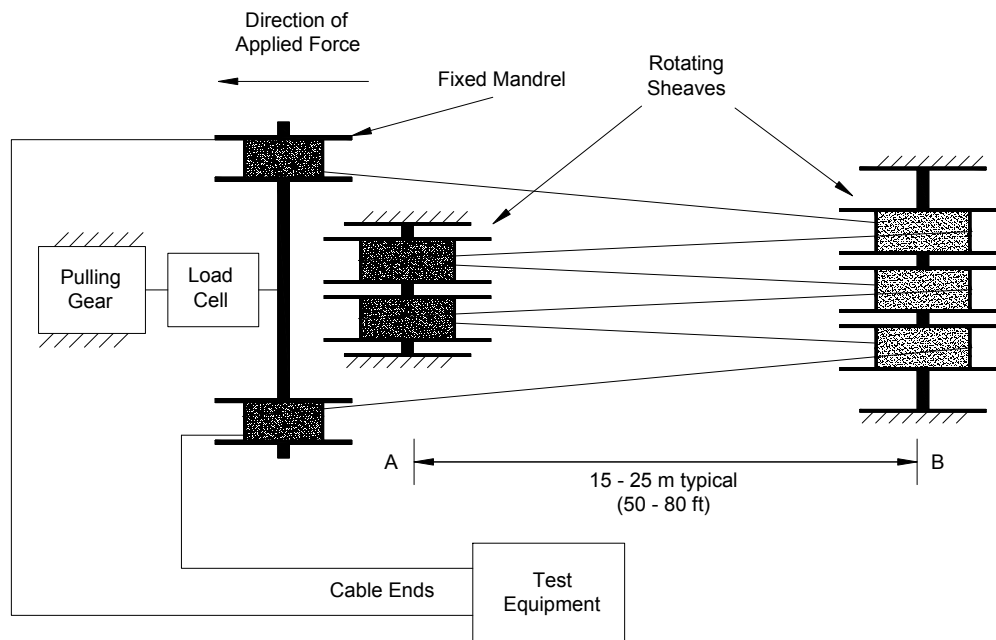 Direction of
Applied Force
Fixed Mandrel
Rotating
Sheaves
Pulling
Gear
Load
Cell
A
B
15 - 25 m typical
(50 - 80 ft)
Cable Ends
Test
Equipment